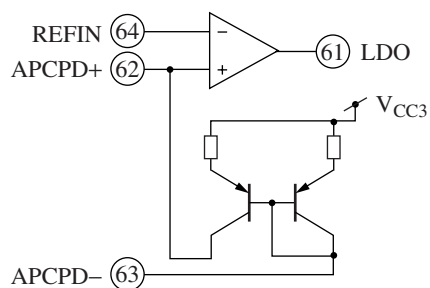 REFIN 64 −
APCPD+ 62 +
61 LDO
VCC3
APCPD− 63